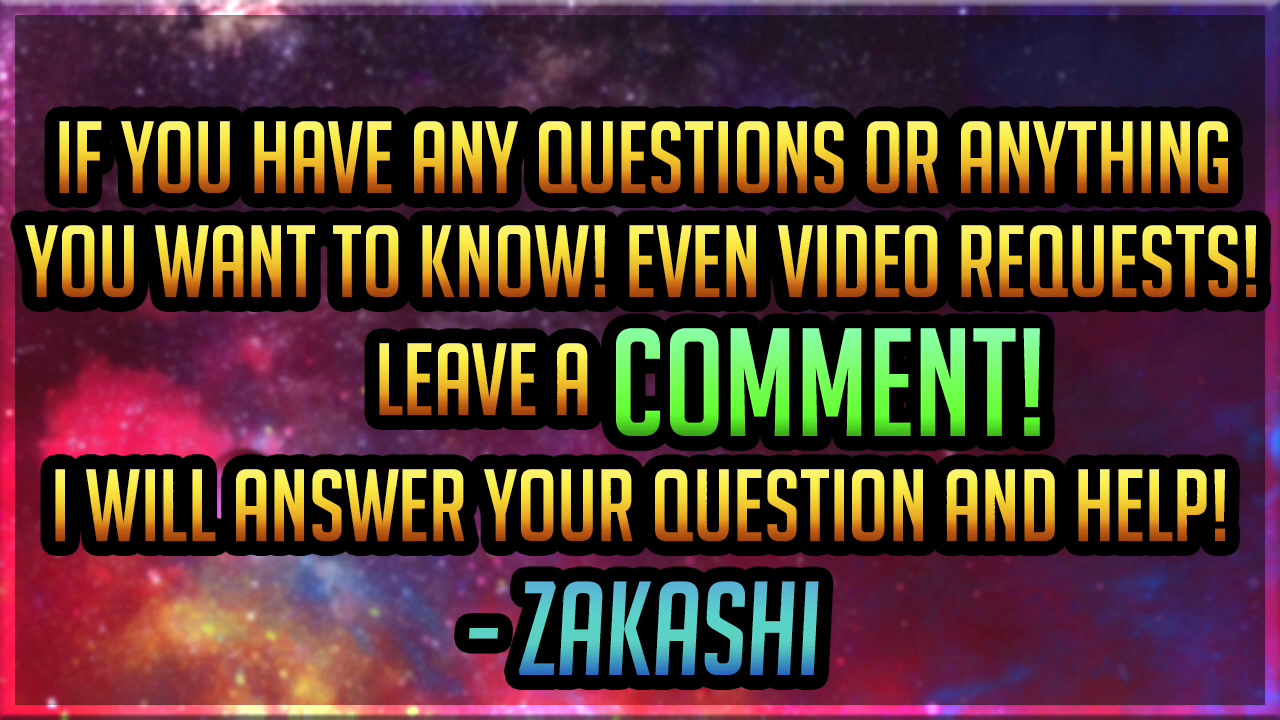 IF YOU HAVE ANY QUESTIONS OR ANYTHING
YOU WANT TO KNOW! EVEN VIDEO REQUESTS!
LEAVE A COMMENT!
I WILL ANSWER YOUR QUESTION AND HELP!
- ZAKASHI